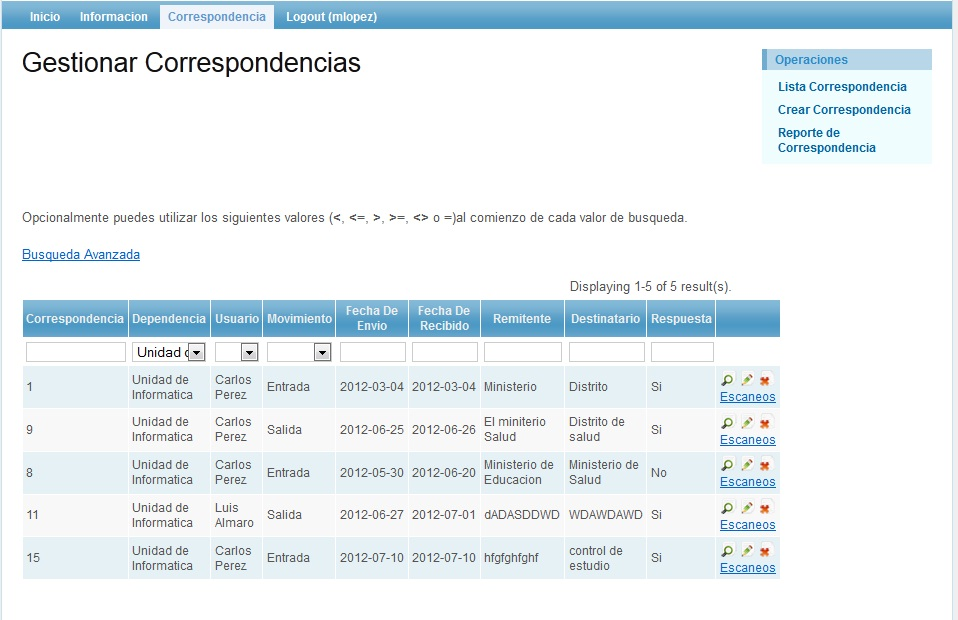 Inicio Informacion Correspondencia Logout (mlopez)
Gestionar Correspondencias
Operaciones
Lista Correspondencia
Crear Correspondencia
Reporte de
Correspondencia
Opcionalmente puedes utilizar los siguientes valores (<, <=, >, >=, <> o =)al comienzo de cada valor de busqueda.
Busqueda Avanzada
Displaying 1-5 of 5 result(s).
Correspondencia Dependencia Usuario Movimiento Fecha De Envio Fecha De Recibido Remitente Destinatario Respuesta
Unidad
1 Unidad de Informatica Carlos Perez Entrada 2012-03-04 2012-03-04 Ministerio Distrito Si Escaneos
9 Unidad de Informatica Carlos Perez Salida 2012-06-25 2012-06-26 El miniterio Salud Distrito de salud Si Escaneos
8 Unidad de Informatica Carlos Perez Entrada 2012-05-30 2012-06-20 Ministerio de Educacion Ministerio de Salud No Escaneos
11 Unidad de Informatica Luis Almaro Salida 2012-06-27 2012-07-01 dADASDDWD WDAWDAWD Si Escaneos
15 Unidad de Informatica Carlos Perez Entrada 2012-07-10 2012-07-10 hfgfghfghf control de estudio Si Escaneos